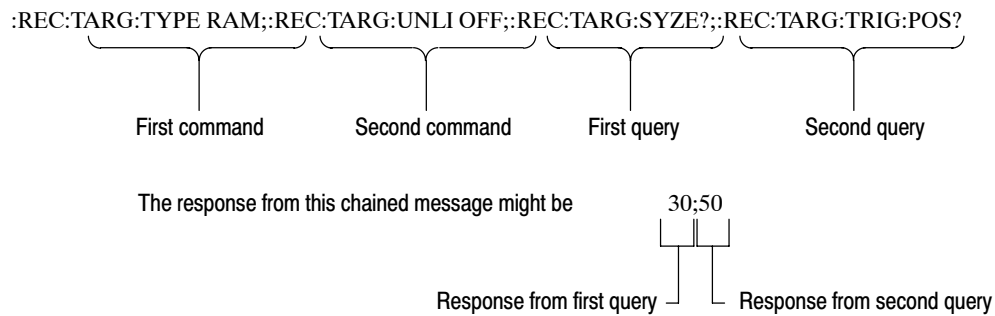 :REC:TARG:TYPE RAM;:REC:TARG:UNLI OFF;:REC:TARG:SYZE?;:REC:TARG:TRIG:POS?
First command Second command First query Second query
The response from this chained message might be 30;50
Response from first query Response from second query